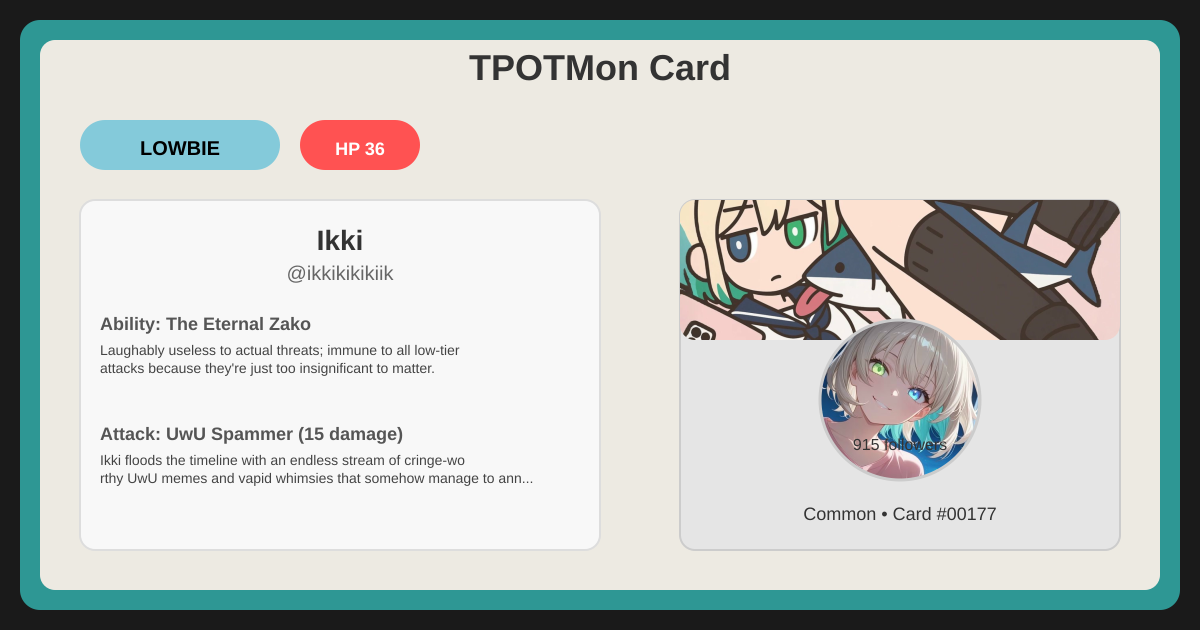 TPOTMon Card
LOWBIE
HP 36
Ikki
@ikkikikikiik
Ability: The Eternal Zako
Laughably useless to actual threats; immune to all low-tier
attacks because they're just too insignificant to matter.
Attack: UwU Spammer (15 damage)
Ikki floods the timeline with an endless stream of cringe-wo
rthy UwU memes and vapid whimsies that somehow manage to ann...
915 followers
Common • Card #00177